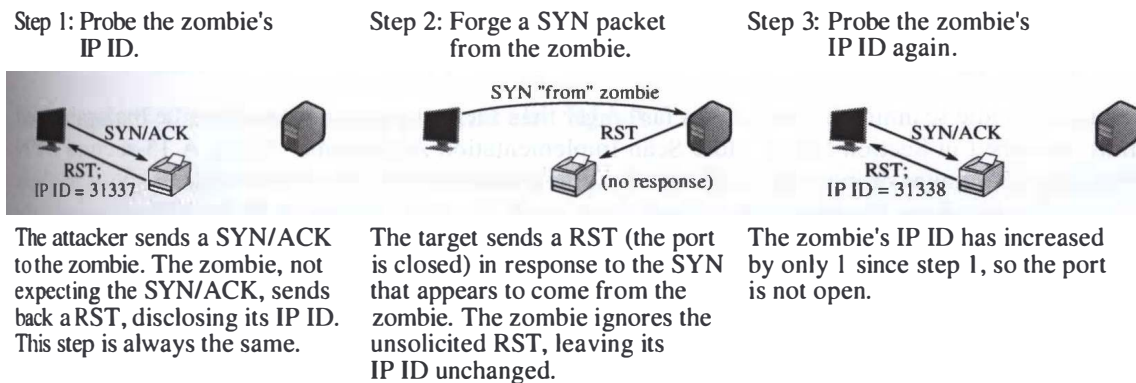 Step 1: Probe the zombie's
IP ID.
SYN/ACK
RST;
IP ID = 31337
The attacker sends a SYN/ACK
to the zombie. The zombie, not
expecting the SYN/ACK, sends
back a RST, disclosing its IP ID.
This step is always the same.
Step 2: Forge a SYN packet
from the zombie.
SYN "from" zombie
RST
(no response)
The target sends a RST (the port
is closed) in response to the SYN
that appears to come from the
zombie. The zombie ignores the
unsolicited RST, leaving its
IP ID unchanged.
Step 3: Probe the zombie's
IP ID again.
SYN/ACK
RST;
IP ID = 31338
The zombie's IP ID has increased
by only 1 since step 1, so the port
is not open.